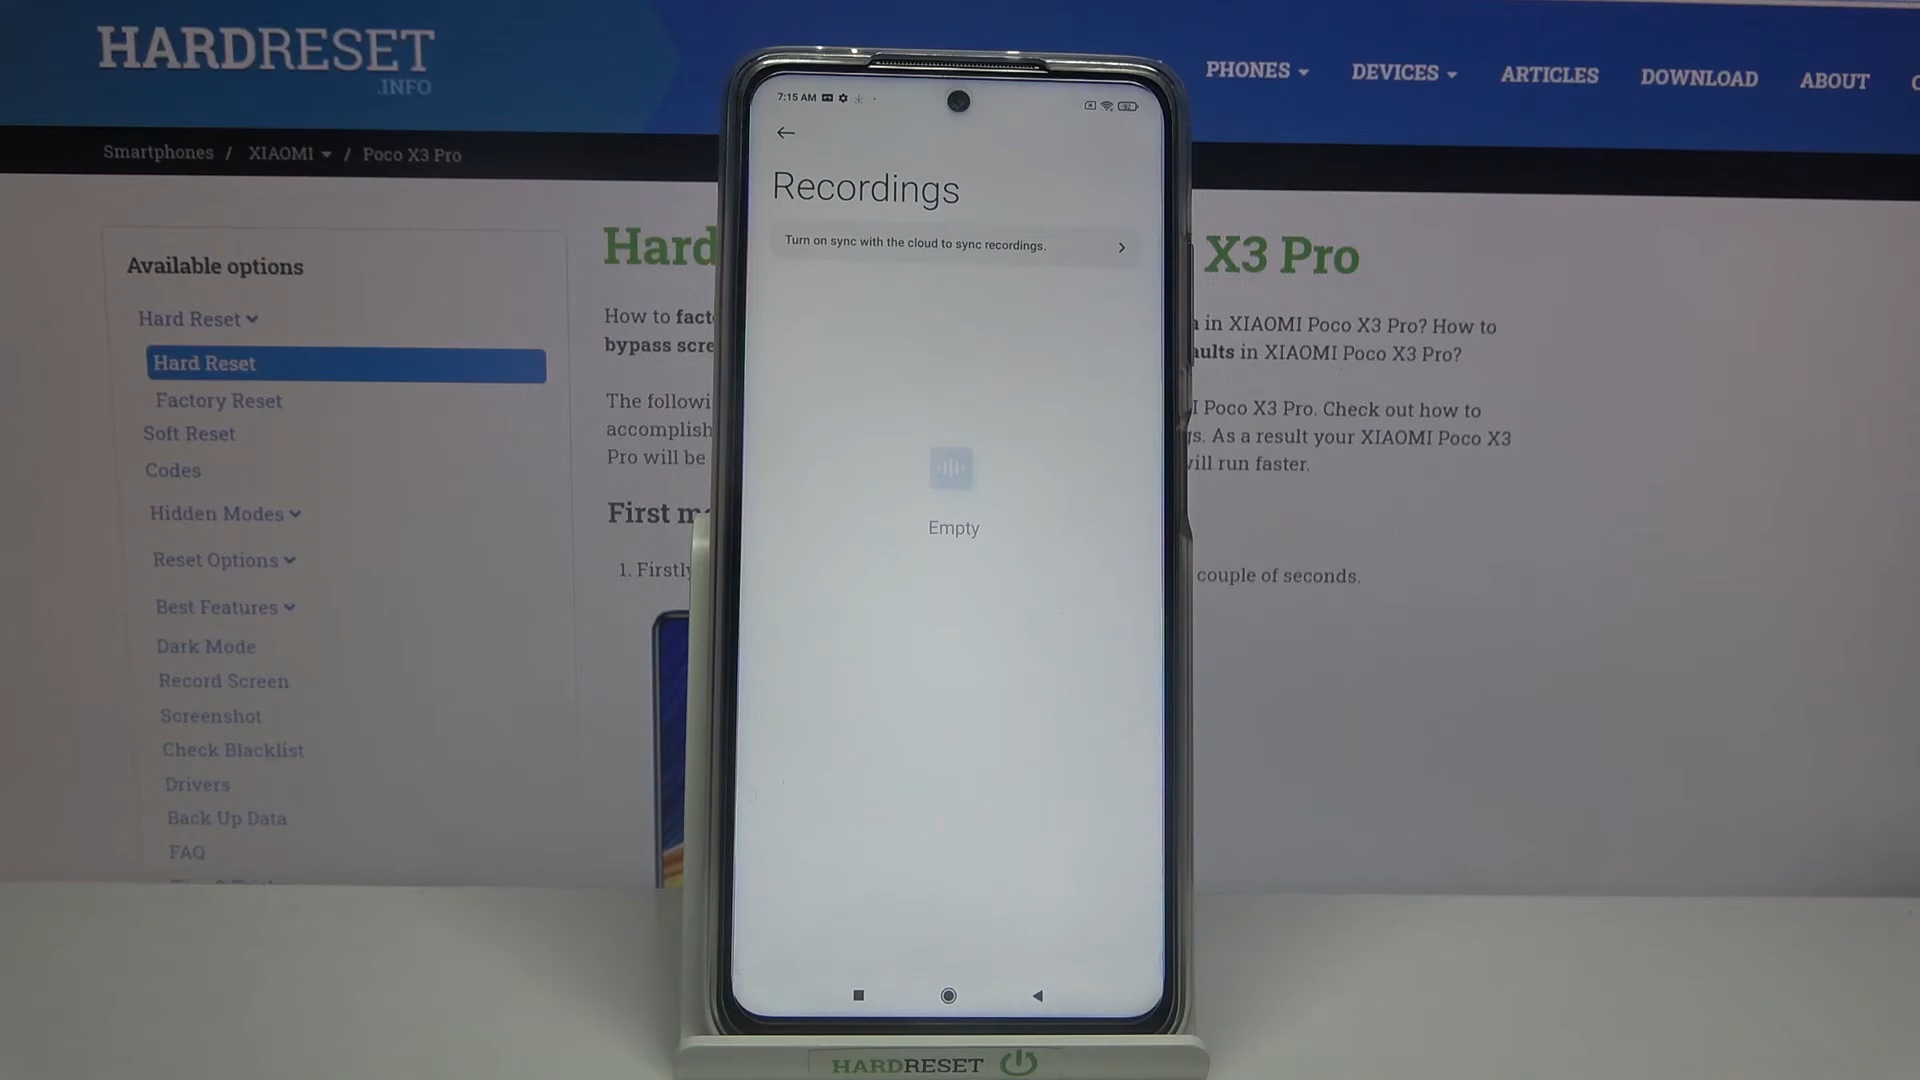 HARDRESET
.INFO
PHONES
DEVICES
ARTICLES
DOWNLOAD
ABOUT
Smartphones / XIAOMI / Poco X3 Pro
Available options
Hard Reset
Hard Reset
Factory Reset
Soft Reset
Codes
Hidden Modes
Reset Options
Best Features
Dark Mode
Record Screen
Screenshot
Check Blacklist
Drivers
Back Up Data
FAQ
Hard X3 Pro
How to in XIAOMI Poco X3 Pro? How to
bypass in XIAOMI Poco X3 Pro?
The Poco X3 Pro. Check out how to
accomplish As a result your XIAOMI Poco X3
Pro will be will run faster.
First
1. Firstly couple of seconds.
7:15 AM
52
Recordings
Turn on sync with the cloud to sync recordings.
Empty
HARDRESET